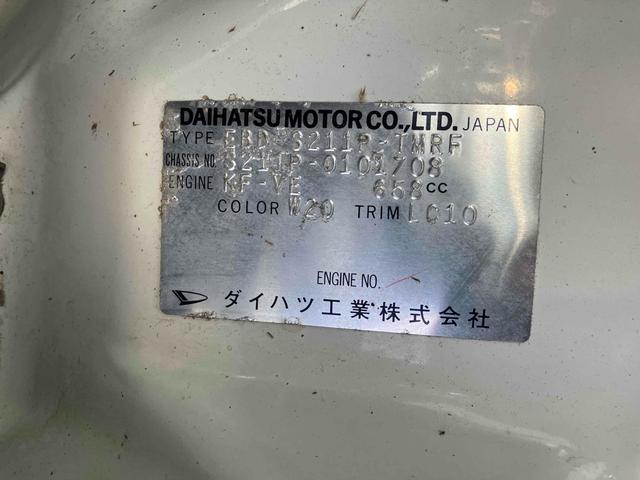 DAIHATSU MOTOR CO.,LTD. JAPAN
TYPE EBD-S211P-TMRF
CHASSIS NO. S211P-0101708
ENGINE KF-VE 658CC
COLOR W20 TRIM LC10
ENGINE NO.
ダイハツ工業株式会社